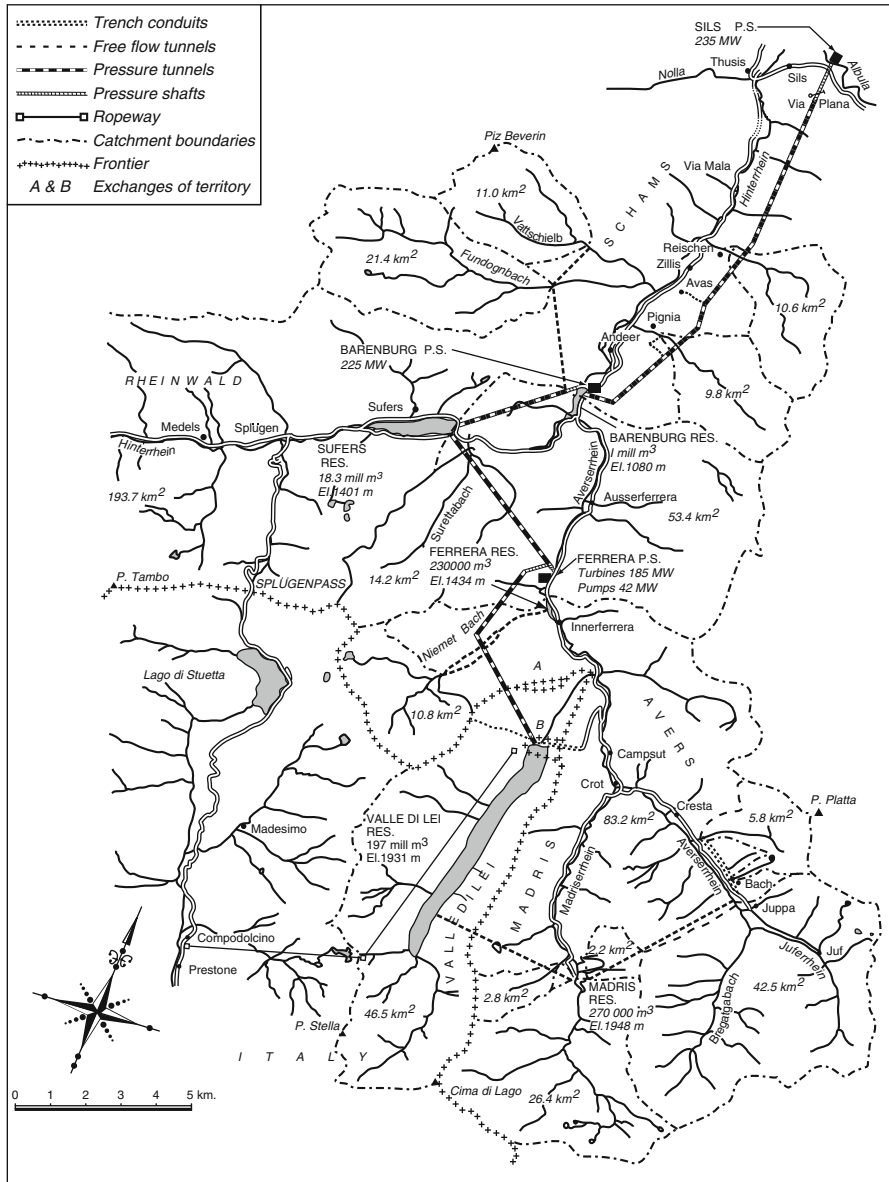 Trench conduits
Free flow tunnels
Pressure tunnels
Pressure shafts
Ropeway
Catchment boundaries
Frontier
A & B Exchanges of territory
SILS P.S.
235 MW
Thusis
Sils
Nolla
Albula
Via Plana
Piz Beverin
Via Mala
Hinterrhein
SCHAMS
11.0 km²
Vattschielb
21.4 km²
Fundognbach
Reischen
Zillis
Avas
10.6 km²
Pignia
Andeer
BARENBURG P.S.
225 MW
9.8 km²
RHEINWALD
Sufers
Medels
Splügen
Hinterrhein
SUFERS
RES.
18.3 mill m³
El.1401 m
BARENBURG RES.
I mill m³
El.1080 m
Averserrhein
Ausserferrera
193.7 km²
Surettabach
53.4 km²
FERRERA RES.
230000 m³
El.1434 m
FERRERA P.S.
Turbines 185 MW
Pumps 42 MW
14.2 km²
P. Tambo
SPLÜGENPASS
Innerferrera
Niemet Bach
Lago di Stuetta
A
10.8 km²
B
AVERS
Campsut
Crot
P. Platta
VALLE DI LEI
RES.
197 mill m³
El.1931 m
Cresta
83.2 km²
5.8 km²
Madesimo
Averserrhein
Bach
Juppa
MADRIS
Madriserrhein
VALLE DI LEI
Compodolcino
Prestone
Juferrhein
Juf
2.2 km²
2.8 km²
MADRIS
RES.
270 000 m³
El.1948 m
42.5 km²
Bregatgabach
46.5 km²
P. Stella
ITALY
Cima di Lago
26.4 km²
0 1 2 3 4 5 km.